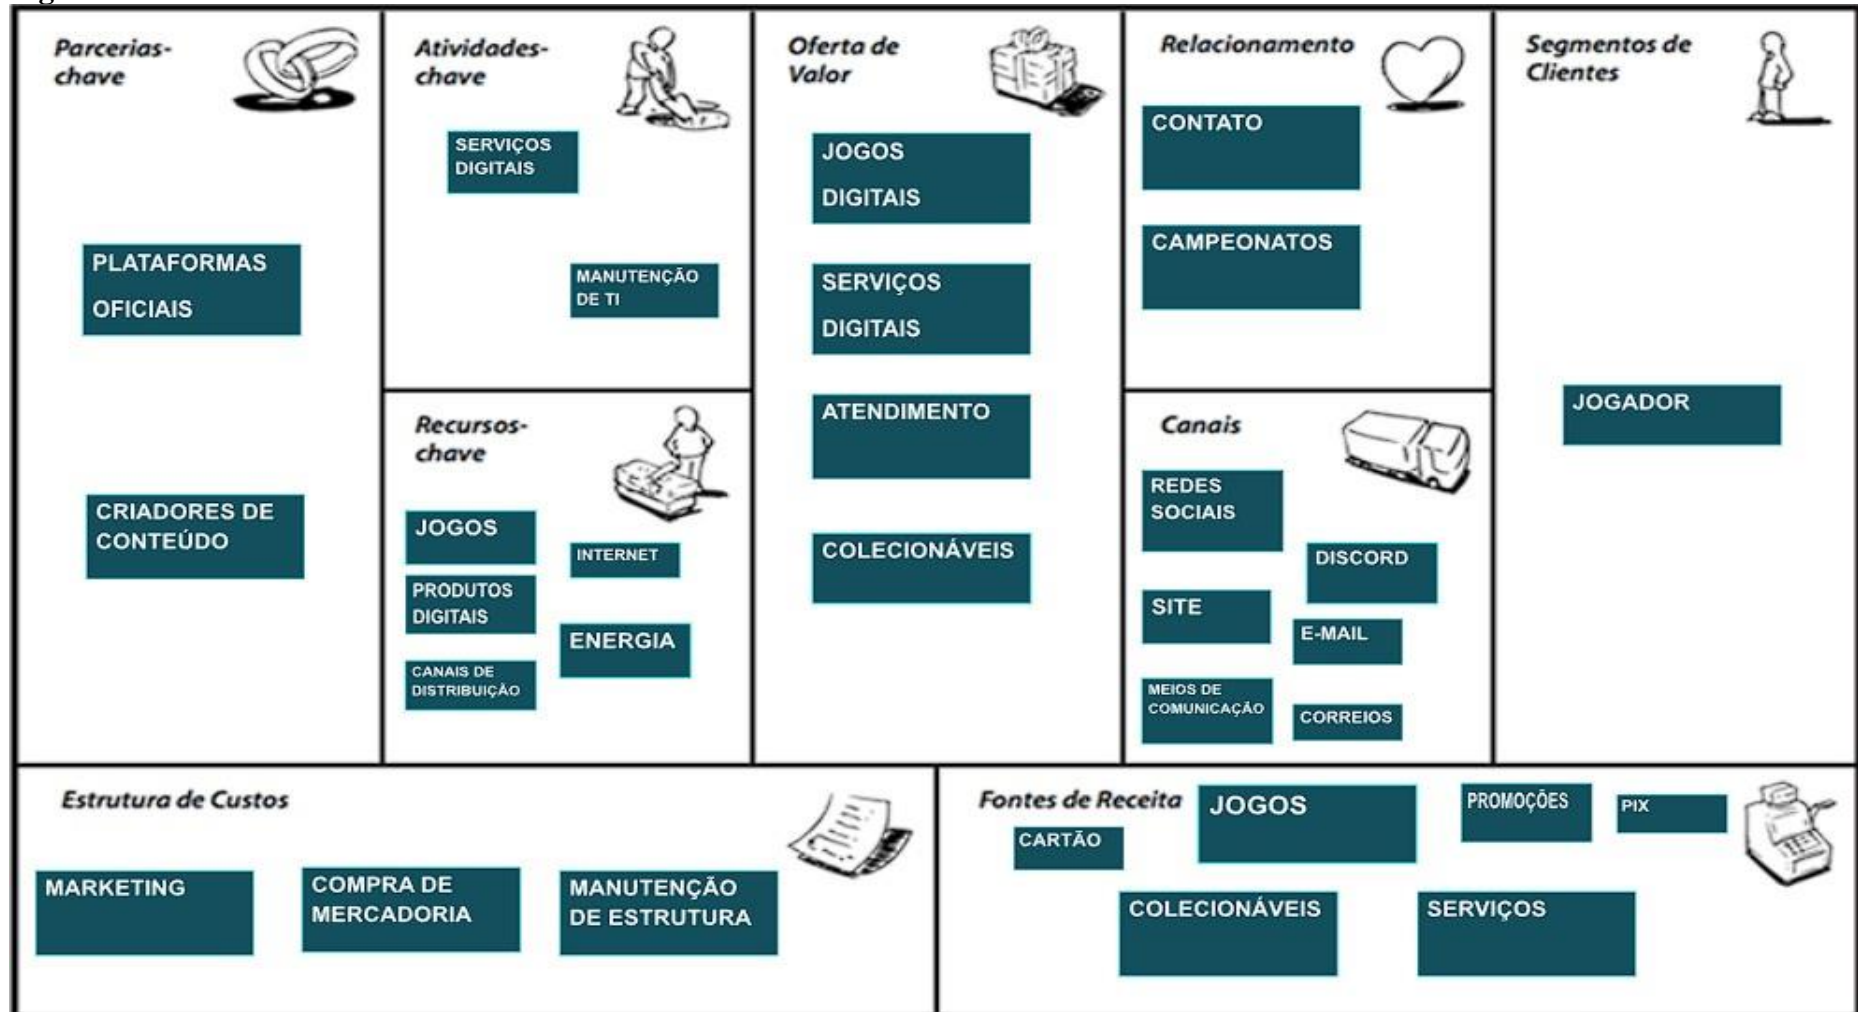 Parcerias-
chave
PLATAFORMAS
OFICIAIS
CRIADORES DE
CONTEÚDO
Atividades-
chave
SERVIÇOS
DIGITAIS
MANUTENÇÃO
DE TI
Recursos-
chave
JOGOS
INTERNET
PRODUTOS
DIGITAIS
ENERGIA
CANAIS DE
DISTRIBUIÇÃO
Oferta de
Valor
JOGOS
DIGITAIS
SERVIÇOS
DIGITAIS
ATENDIMENTO
COLECIONÁVEIS
Relacionamento
CONTATO
CAMPEONATOS
Canais
REDES
SOCIAIS
DISCORD
SITE
E-MAIL
MEIOS DE
COMUNICAÇÃO
CORREIOS
Segmentos de
Clientes
JOGADOR
Estrutura de Custos
MARKETING
COMPRA DE
MERCADORIA
MANUTENÇÃO
DE ESTRUTURA
Fontes de Receita
JOGOS
PROMOÇÕES
PIX
CARTÃO
COLECIONÁVEIS
SERVIÇOS